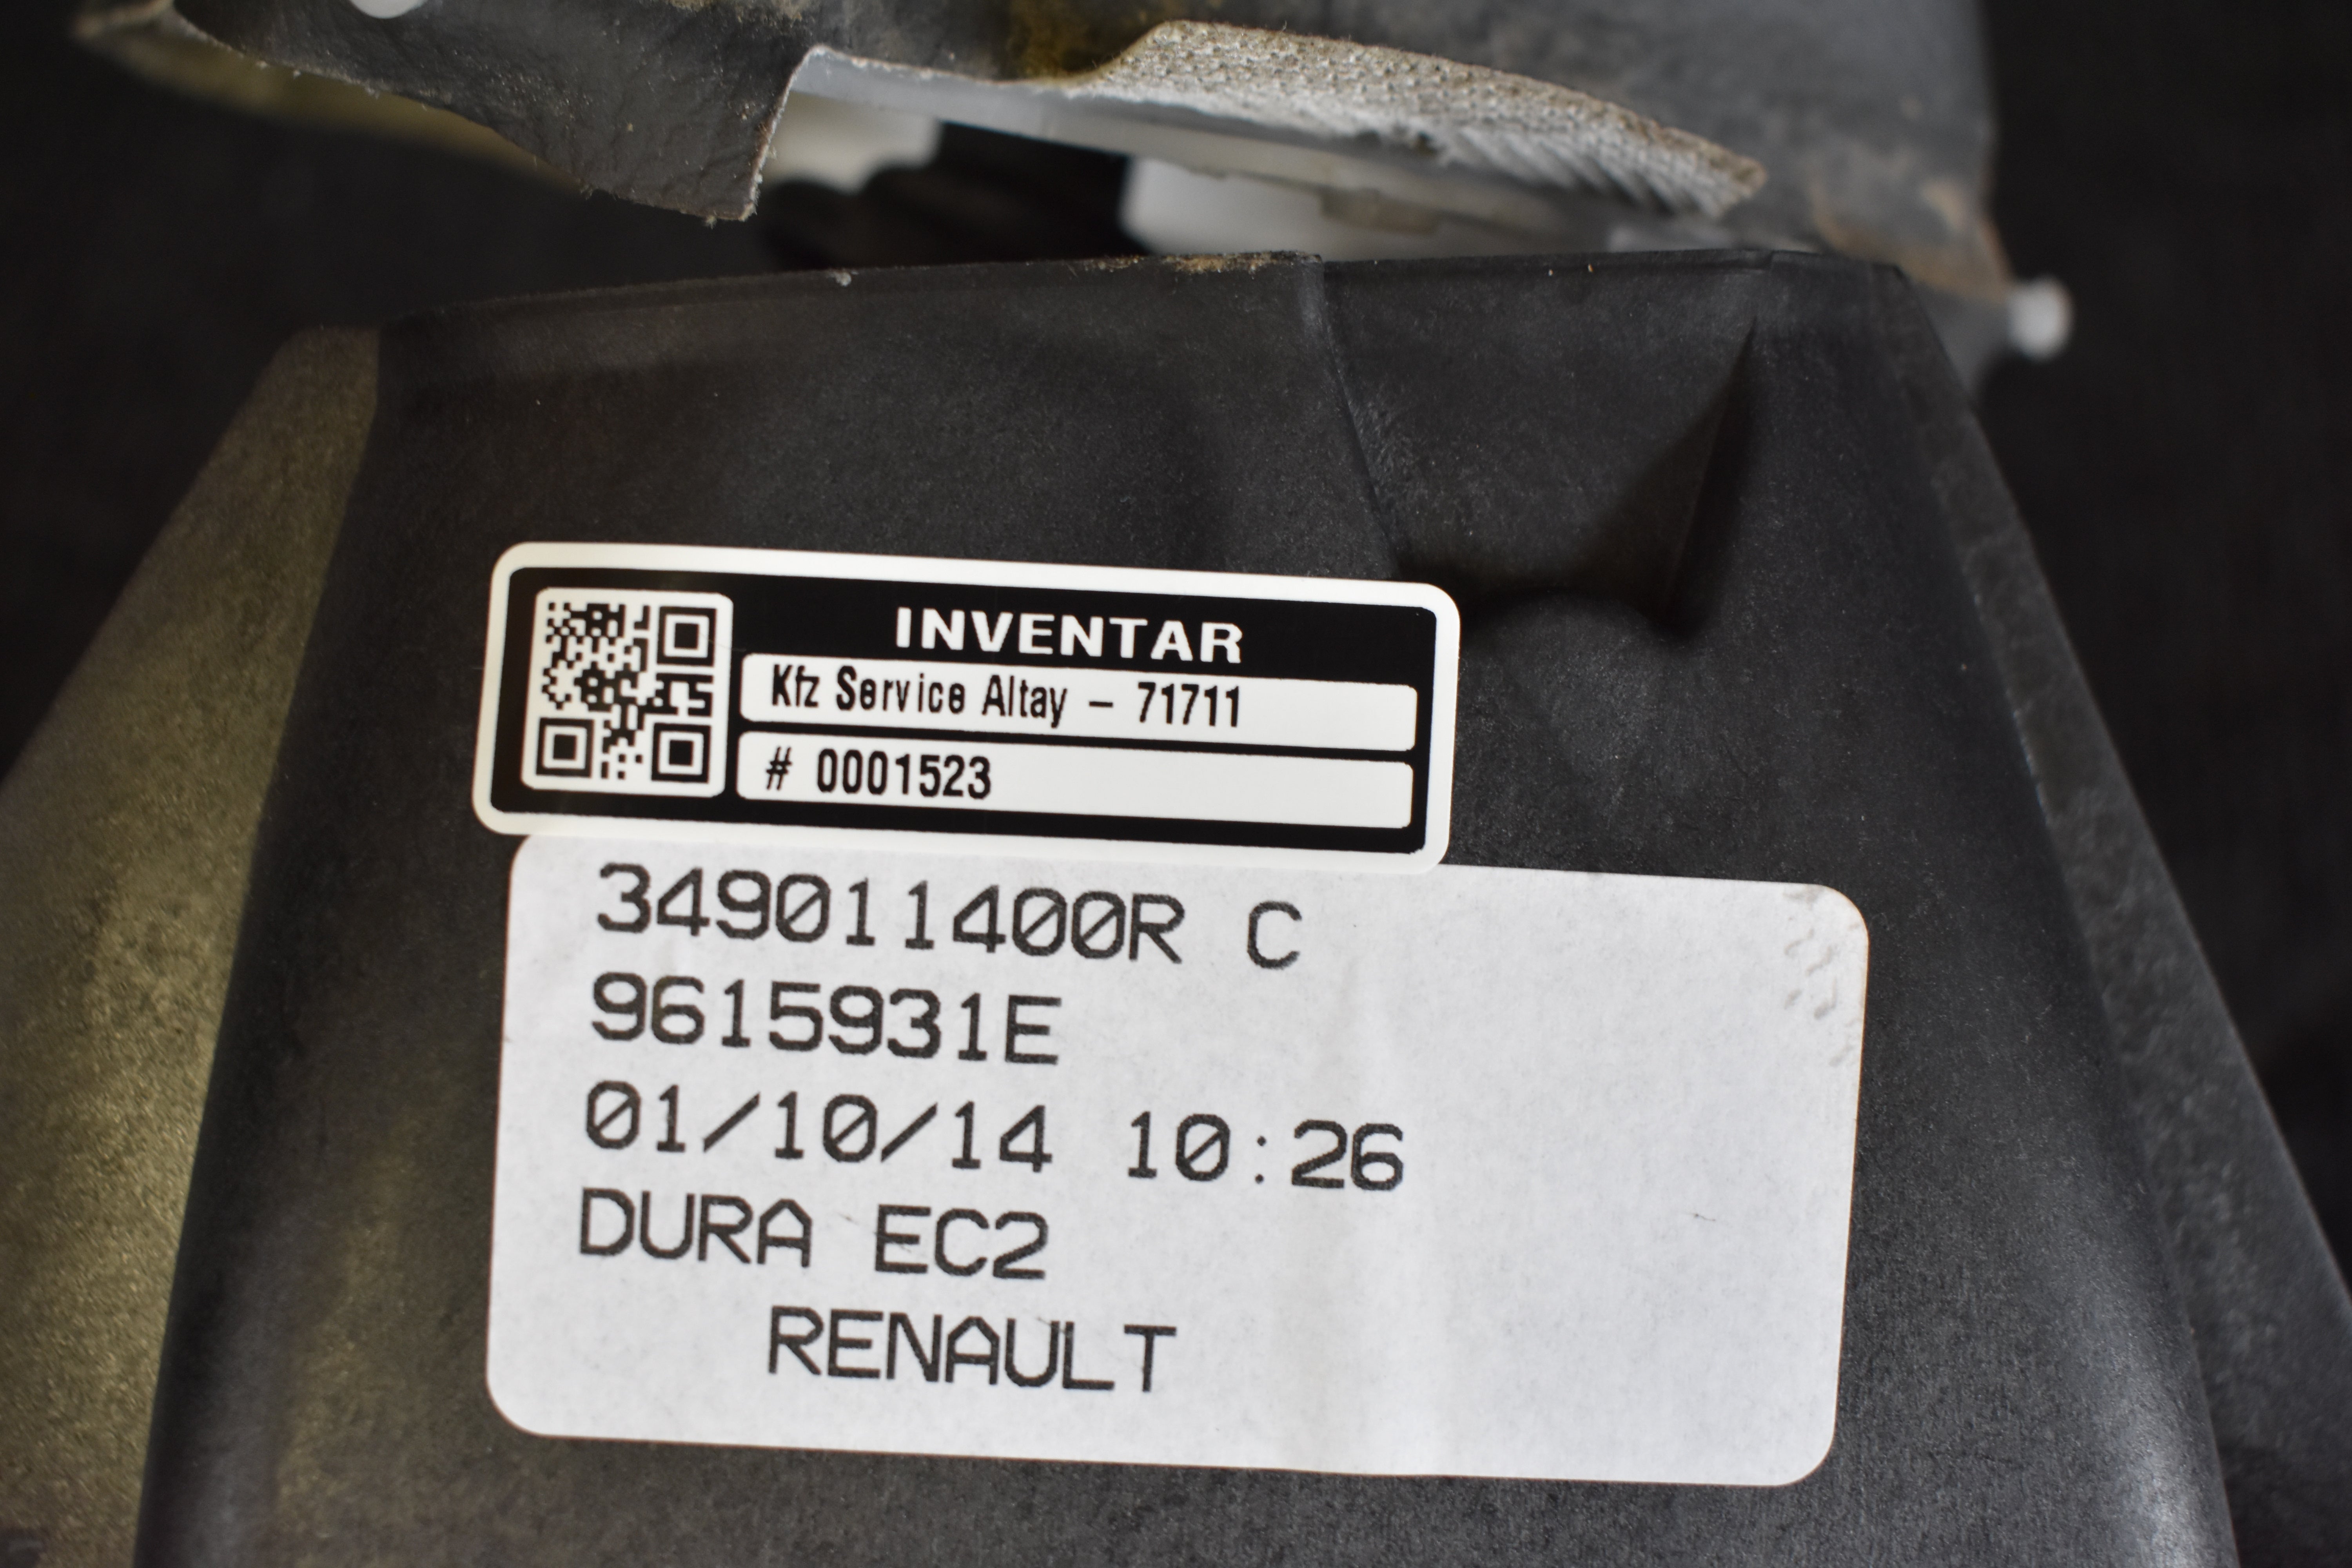 INVENTAR
Kfz Service Altay - 71711
# 0001523
349011400R C
9615931E
01/10/14 10:26
DURA EC2
RENAULT